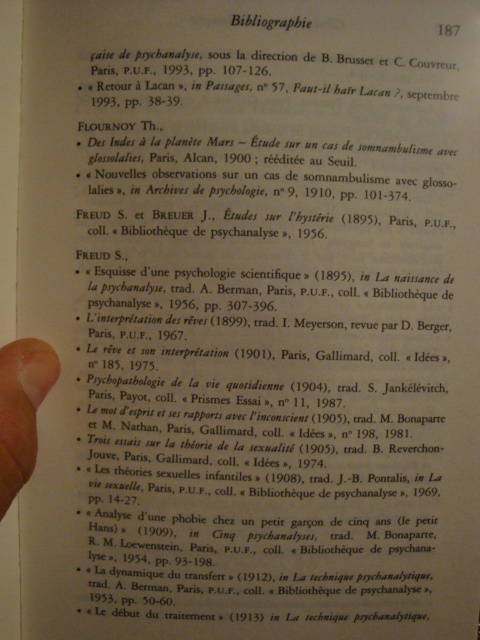 Bibliographie
187
çaise de psychanalyse, sous la direction de B. Brusset et C. Couvreur,
Paris, P.U.F., 1993, pp. 107-126.
• « Retour à Lacan », in Passages, n° 57, Faut-il haïr Lacan ?, septembre
1993, pp. 38-39.
FLOURNOY Th.,
• Des Indes à la planète Mars – Étude sur un cas de somnambulisme avec
glossolalies, Paris, Alcan, 1900 ; rééditée au Seuil.
• « Nouvelles observations sur un cas de somnambulisme avec glosso-
lalies », in Archives de psychologie, n° 9, 1910, pp. 101-374.
FREUD S. et BREUER J., Études sur l'hystérie (1895), Paris, P.U.F.,
coll. « Bibliothèque de psychanalyse », 1956.
FREUD S.,
• « Esquisse d'une psychologie scientifique » (1895), in La naissance de
la psychanalyse, trad. A. Berman, Paris, P.U.F., coll. « Bibliothèque de
psychanalyse », 1956, pp. 307-396.
• L'interprétation des rêves (1899), trad. I. Meyerson, revue par D. Berger,
Paris, P.U.F., 1967.
• Le rêve et son interprétation (1901), Paris, Gallimard, coll. « Idées »,
n° 185, 1975.
• Psychopathologie de la vie quotidienne (1904), trad. S. Jankélévitch,
Paris, Payot, coll. « Prismes Essai », n° 11, 1987.
• Le mot d'esprit et ses rapports avec l'inconscient (1905), trad. M. Bonaparte
et M. Nathan, Paris, Gallimard, coll. « Idées », n° 198, 1981.
• Trois essais sur la théorie de la sexualité (1905), trad. B. Reverchon-
Jouve, Paris, Gallimard, coll. « Idées », 1974.
• « Les théories sexuelles infantiles » (1908), trad. J.-B. Pontalis, in La
vie sexuelle, Paris, P.U.F., coll. « Bibliothèque de psychanalyse », 1969,
pp. 14-27.
• « Analyse d'une phobie chez un petit garçon de cinq ans (le petit
Hans) » (1909), in Cinq psychanalyses, trad. M. Bonaparte,
R. M. Loewenstein, Paris, P.U.F., coll. « Bibliothèque de psychana-
lyse », 1954, pp. 93-198.
• « La dynamique du transfert » (1912), in La technique psychanalytique,
trad. A. Berman, Paris, P.U.F., coll. « Bibliothèque de psychanalyse »,
1953, pp. 50-60.
• « Le début du traitement » (1913) in La technique psychanalytique,